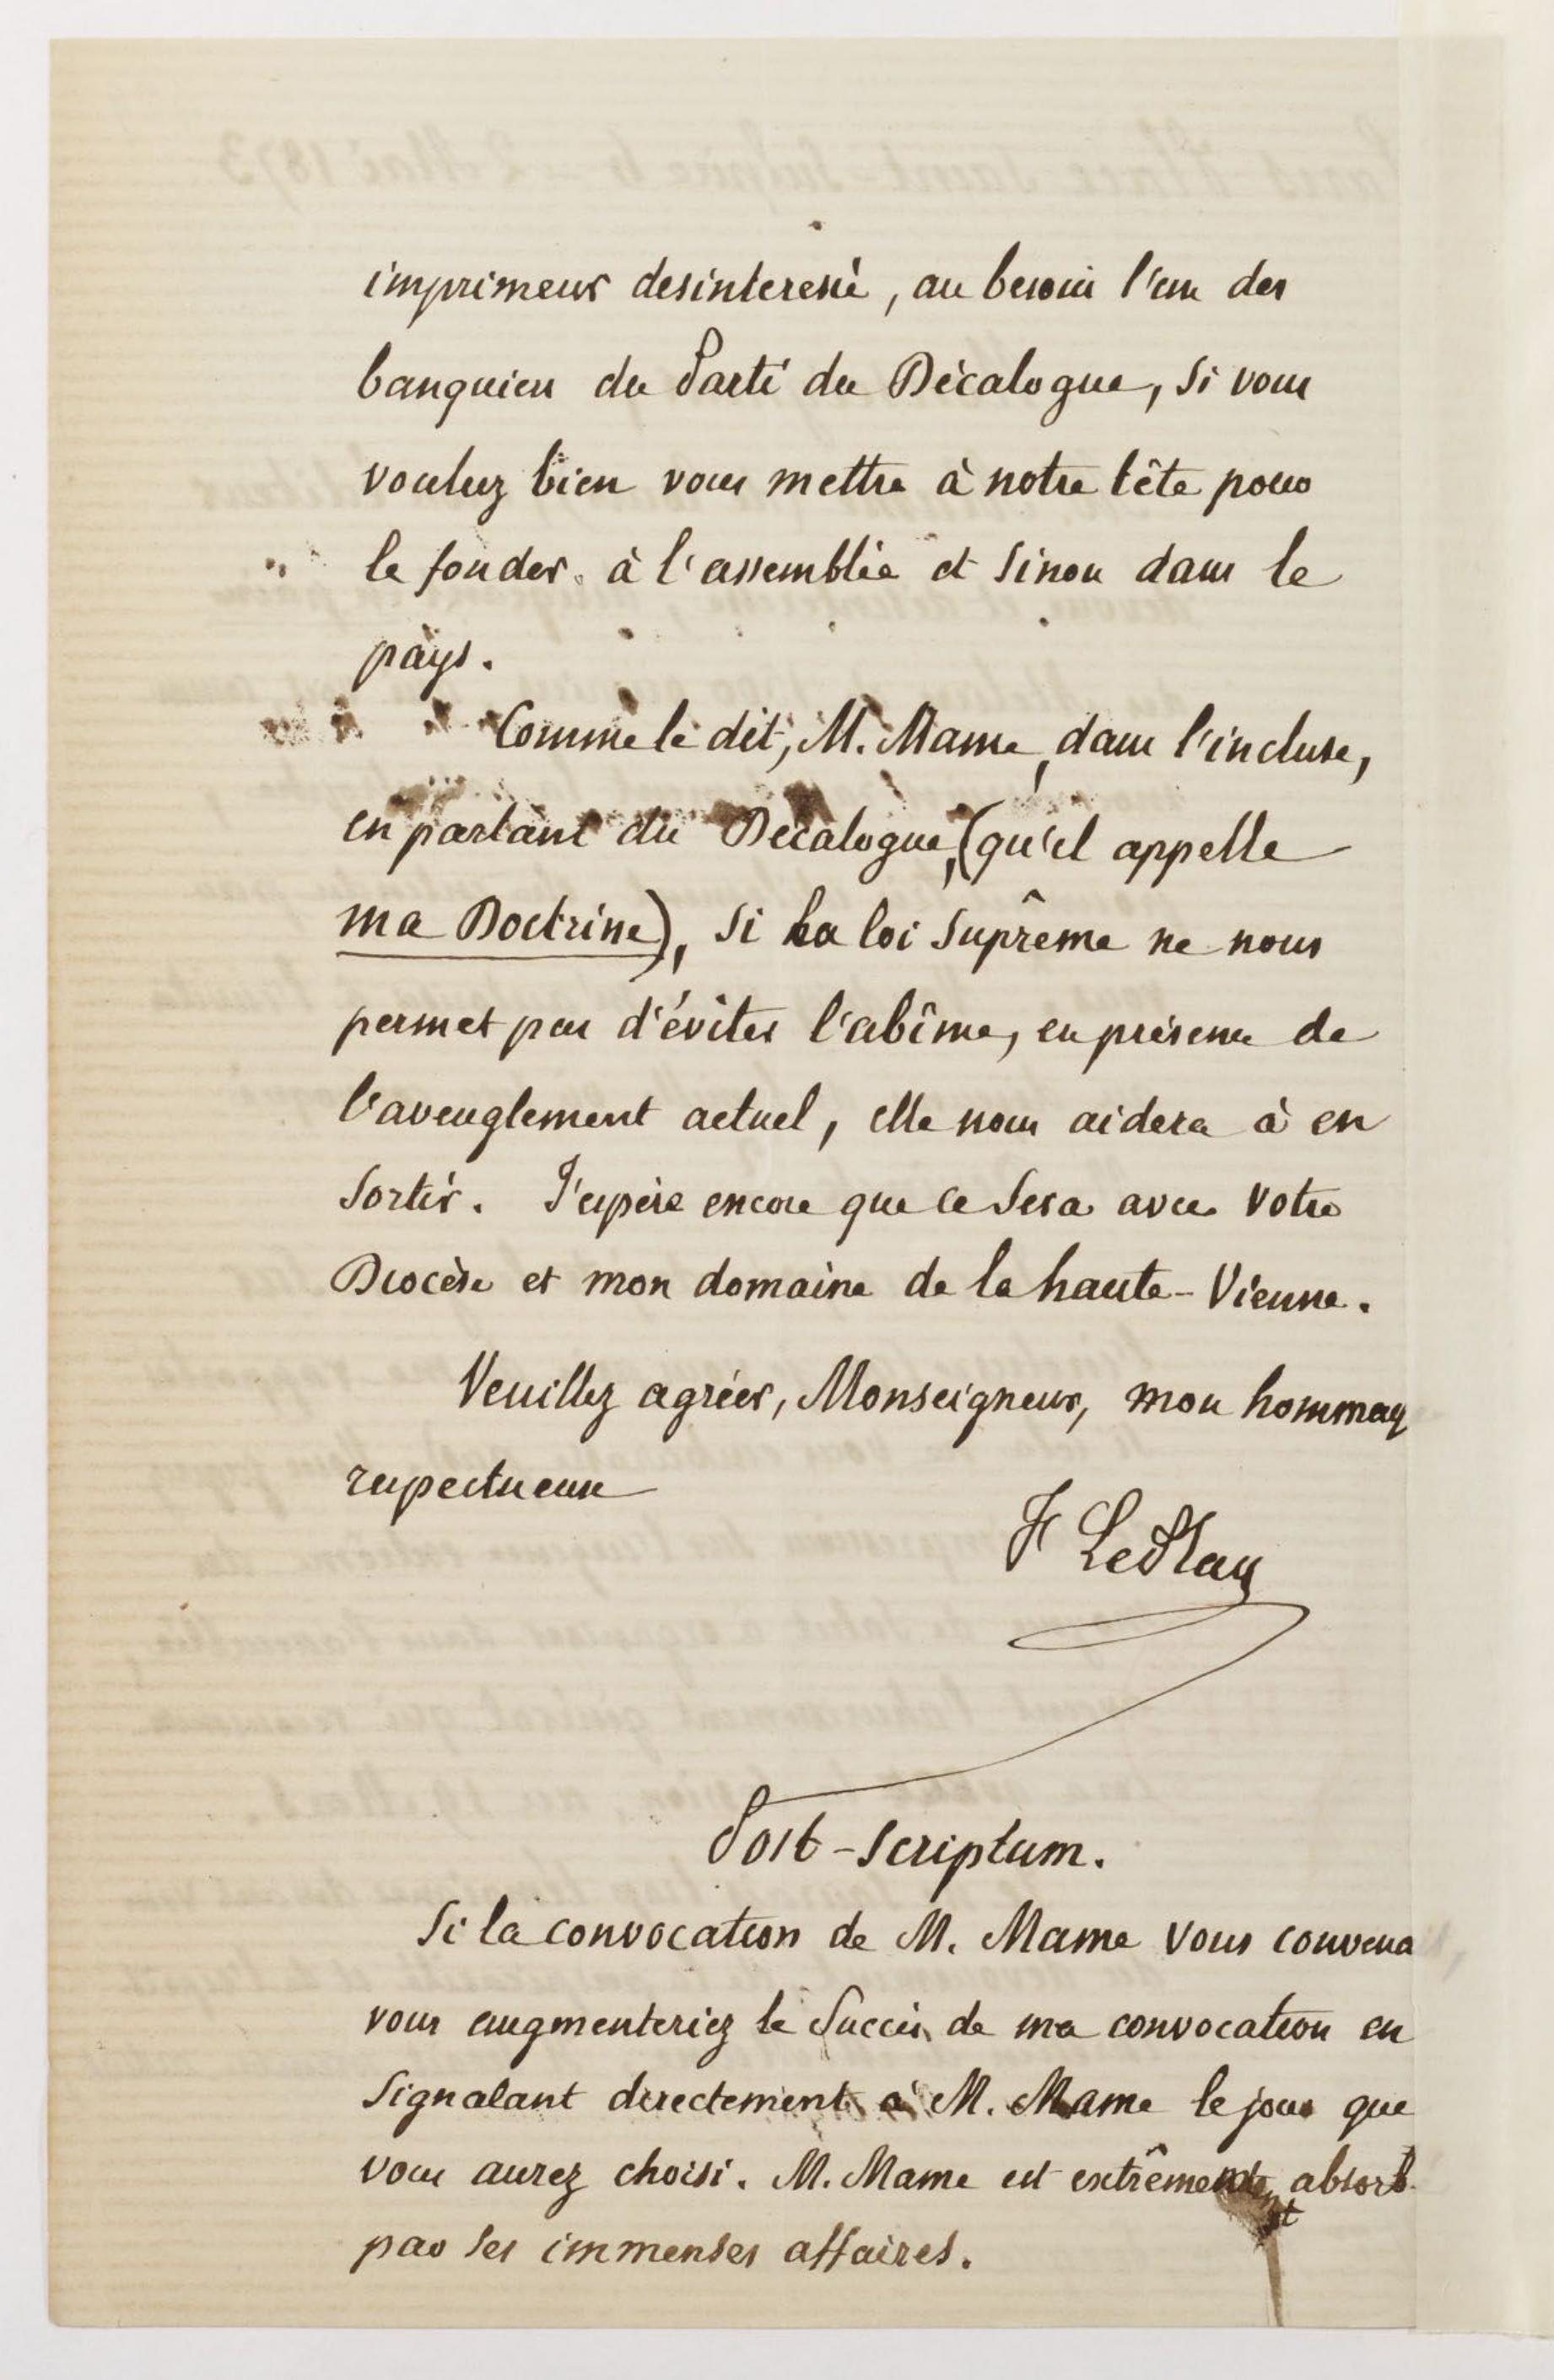 imprimeur desinteressé, au besoin l'un des
banquiers du Parti du Décalogue, si vous
voulez bien vous mettre à notre tête pour
le fonder à l'assemblée et sinon dans le
pays.
Comme le dit, M. Mame, dans l'incluse,
en parlant du Décalogue, (qu'il appelle
ma Doctrine), si la loi suprême ne nous
permet pas d'éviter l'abîme, en présence de
l'aveuglement actuel, elle nous aidera à en
sortir. J'espère encore que ce sera avec votre
Diocèse et mon domaine de la haute-Vienne.
Veuillez agréer, Monseigneur, mon hommag
respectueux
F LePlay
Post-scriptum.
Si la convocation de M. Mame vous convena
vous augmenteriez le succès de ma convocation en
signalant directement à M. Mame le jour que
vous aurez choisi. M. Mame est extrêmement absorb
par ses immenses affaires.